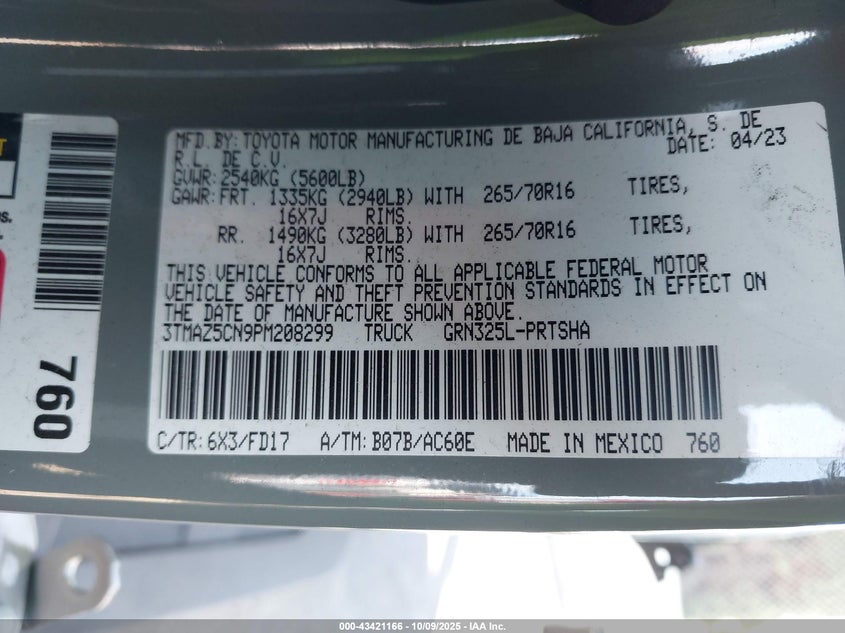 MFD.BY:TOYOTA MOTOR MANUFACTURING DE BAJA CALIFORNIA, S. DE
R.L. DE C.V. DATE: 04/23
GVWR:2540KG (5600LB)
GAWR:FRT. 1335KG (2940LB) WITH 265/70R16 TIRES,
16X7J RIMS.
RR. 1490KG (3280LB) WITH 265/70R16 TIRES,
16X7J RIMS.
THIS VEHICLE CONFORMS TO ALL APPLICABLE FEDERAL MOTOR
VEHICLE SAFETY AND THEFT PREVENTION STANDARDS IN EFFECT ON
THE DATE OF MANUFACTURE SHOWN ABOVE.
3TMAZ5CN9PM208299 TRUCK GRN325L-PRTSHA
C/TR:6X3/FD17 A/TM:B07B/AC60E MADE IN MEXICO 760
760
000-43421166 - 10/09/2025 - IAA Inc.